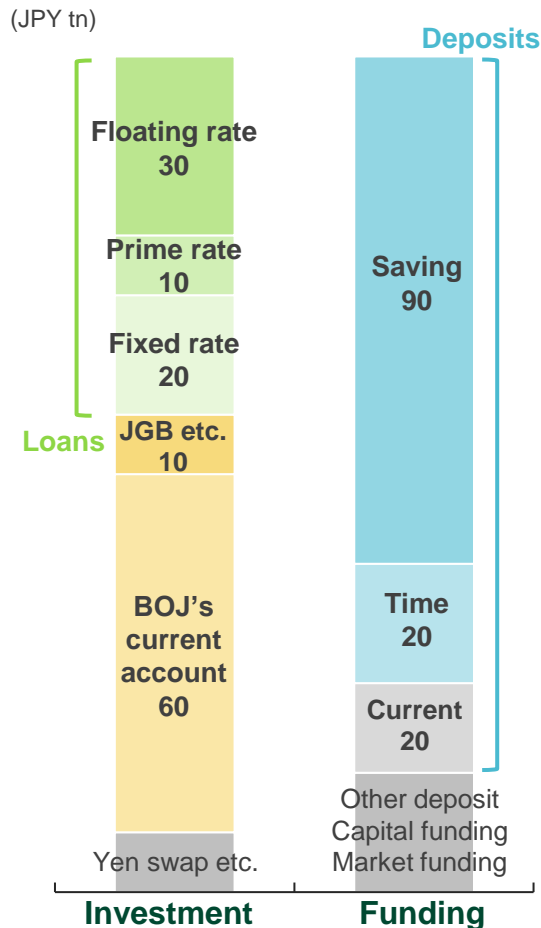 (JPY tn)
Deposits
Floating rate
30
Prime rate
10
Fixed rate
20
Loans
JGB etc.
10
BOJ's
current
account
60
Yen swap etc.
Saving
90
Time
20
Current
20
Other deposit
Capital funding
Market funding
Investment
Funding